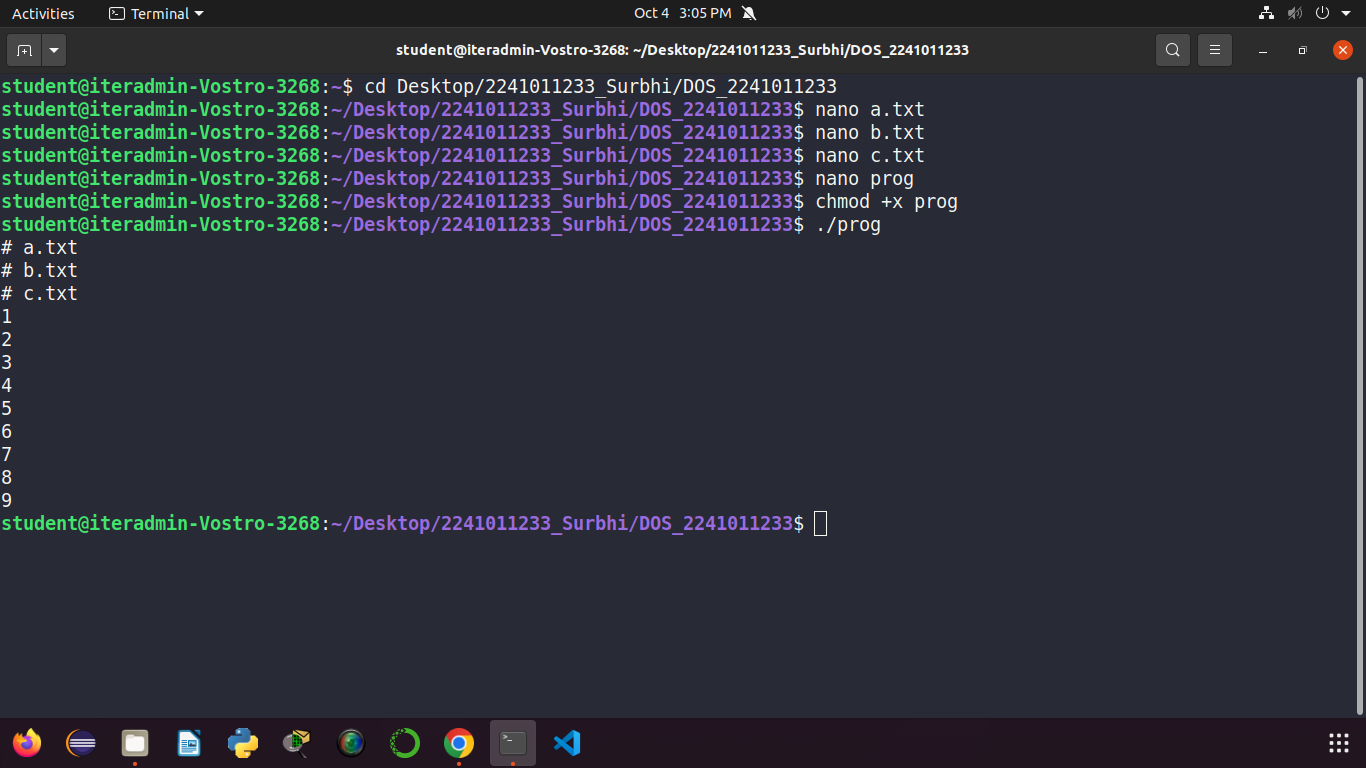 Activities Terminal Oct 4 3:05 PM
student@iteradmin-Vostro-3268: ~/Desktop/2241011233_Surbhi/DOS_2241011233
student@iteradmin-Vostro-3268:~$ cd Desktop/2241011233_Surbhi/DOS_2241011233
student@iteradmin-Vostro-3268:~/Desktop/2241011233_Surbhi/DOS_2241011233$ nano a.txt
student@iteradmin-Vostro-3268:~/Desktop/2241011233_Surbhi/DOS_2241011233$ nano b.txt
student@iteradmin-Vostro-3268:~/Desktop/2241011233_Surbhi/DOS_2241011233$ nano c.txt
student@iteradmin-Vostro-3268:~/Desktop/2241011233_Surbhi/DOS_2241011233$ nano prog
student@iteradmin-Vostro-3268:~/Desktop/2241011233_Surbhi/DOS_2241011233$ chmod +x prog
student@iteradmin-Vostro-3268:~/Desktop/2241011233_Surbhi/DOS_2241011233$ ./prog
# a.txt
# b.txt
# c.txt
1
2
3
4
5
6
7
8
9
student@iteradmin-Vostro-3268:~/Desktop/2241011233_Surbhi/DOS_2241011233$